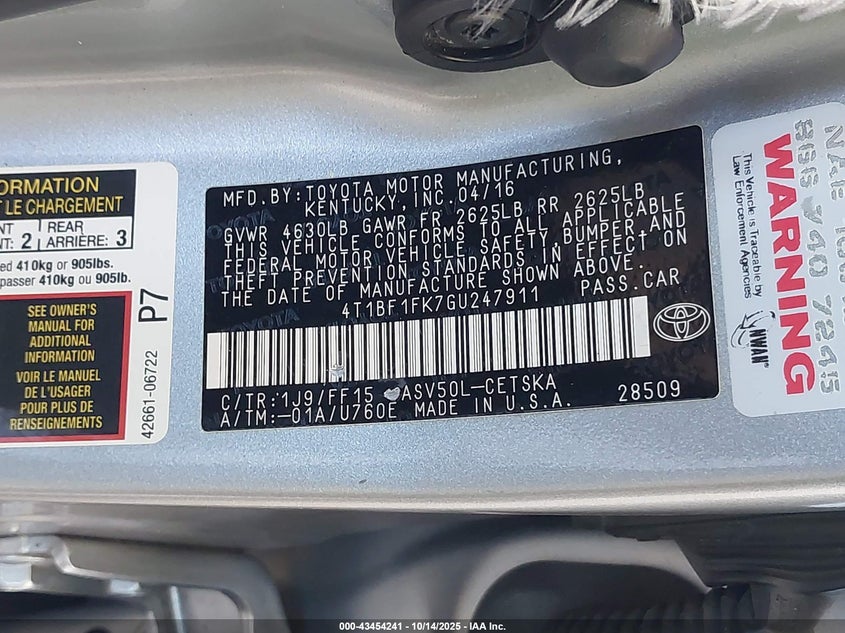 ORMATION
T LE CHARGEMENT
NT
NT: 2
REAR
ARRIÈRE: 3
ed 410kg or 905lbs.
passer 410kg ou 905lb.
SEE OWNER'S
MANUAL FOR
ADDITIONAL
INFORMATION
VOIR LE MANUEL
DE L'USAGER
POUR PLUS DE
RENSEIGNEMENTS
P7
42661-06722
MFD.BY:TOYOTA MOTOR MANUFACTURING,
KENTUCKY, INC.04/16
GVWR 4630LB GAWR FR 2625LB RR 2625LB
THIS VEHICLE CONFORMS TO ALL APPLICABLE
FEDERAL MOTOR VEHICLE SAFETY,BUMPER,AND
THEFT PREVENTION STANDARDS IN EFFECT ON
THE DATE OF MANUFACTURE SHOWN ABOVE.
4T1BF1FK7GU247911 PASS.CAR
C/TR:1J9/FF15 ASV50L-CETSKA
A/TM:-01A/U760E MADE IN U.S.A. 28509
TOYOTA
WARNING
This Vehicle is Traceable by
Law Enforcement Agencies
NWAN
000-43454241 - 10/14/2025 - IAA Inc.